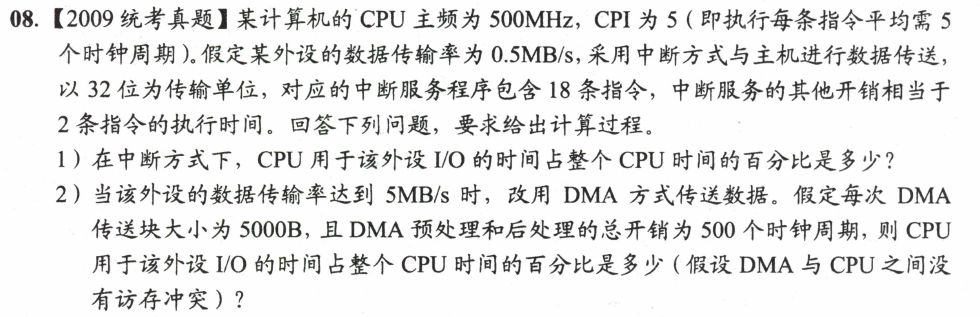 08.【2009统考真题】某计算机的 CPU 主频为 500MHz，CPI 为 5（即执行每条指令平均需 5
个时钟周期）。假定某外设的数据传输率为 0.5MB/s，采用中断方式与主机进行数据传送，
以 32 位为传输单位，对应的中断服务程序包含 18 条指令，中断服务的其他开销相当于
2 条指令的执行时间。回答下列问题，要求给出计算过程。
1）在中断方式下，CPU 用于该外设 I/O 的时间占整个 CPU 时间的百分比是多少？
2）当该外设的数据传输率达到 5MB/s 时，改用 DMA 方式传送数据。假定每次 DMA
传送块大小为 5000B，且 DMA 预处理和后处理的总开销为 500 个时钟周期，则 CPU
用于该外设 I/O 的时间占整个 CPU 时间的百分比是多少（假设 DMA 与 CPU 之间没
有访存冲突）？